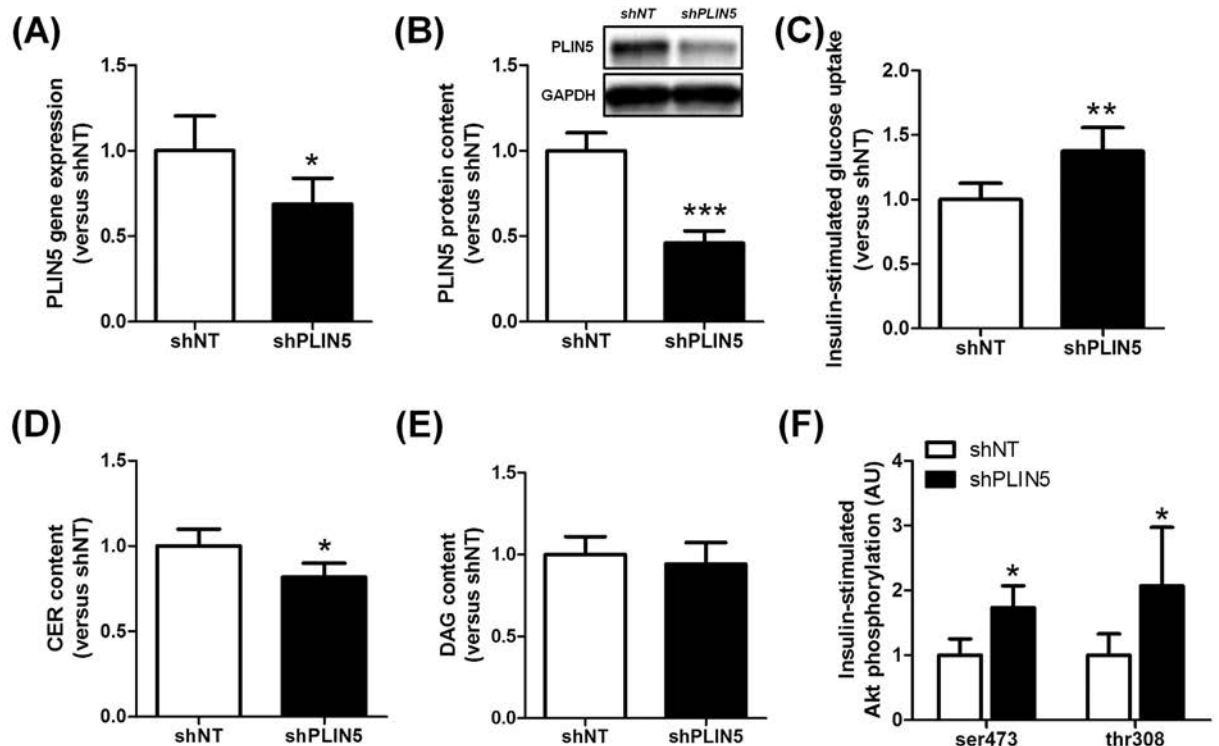 (A)
PLIN5 gene expression
(versus shNT)
1.5
1.0
0.5
0.0
*
shNT shPLIN5
(B)
shNT shPLIN5
PLIN5
GAPDH
PLIN5 protein content
(versus shNT)
1.5
1.0
0.5
0.0
***
shNT shPLIN5
(C)
Insulin-stimulated glucose uptake
(versus shNT)
2.0
1.5
1.0
0.5
0.0
**
shNT shPLIN5
(D)
CER content
(versus shNT)
1.5
1.0
0.5
0.0
*
shNT shPLIN5
(E)
DAG content
(versus shNT)
1.5
1.0
0.5
0.0
shNT shPLIN5
(F)
shNT
shPLIN5
Insulin-stimulated
Akt phosphorylation (AU)
4
3
2
1
0
*
*
ser473 thr308